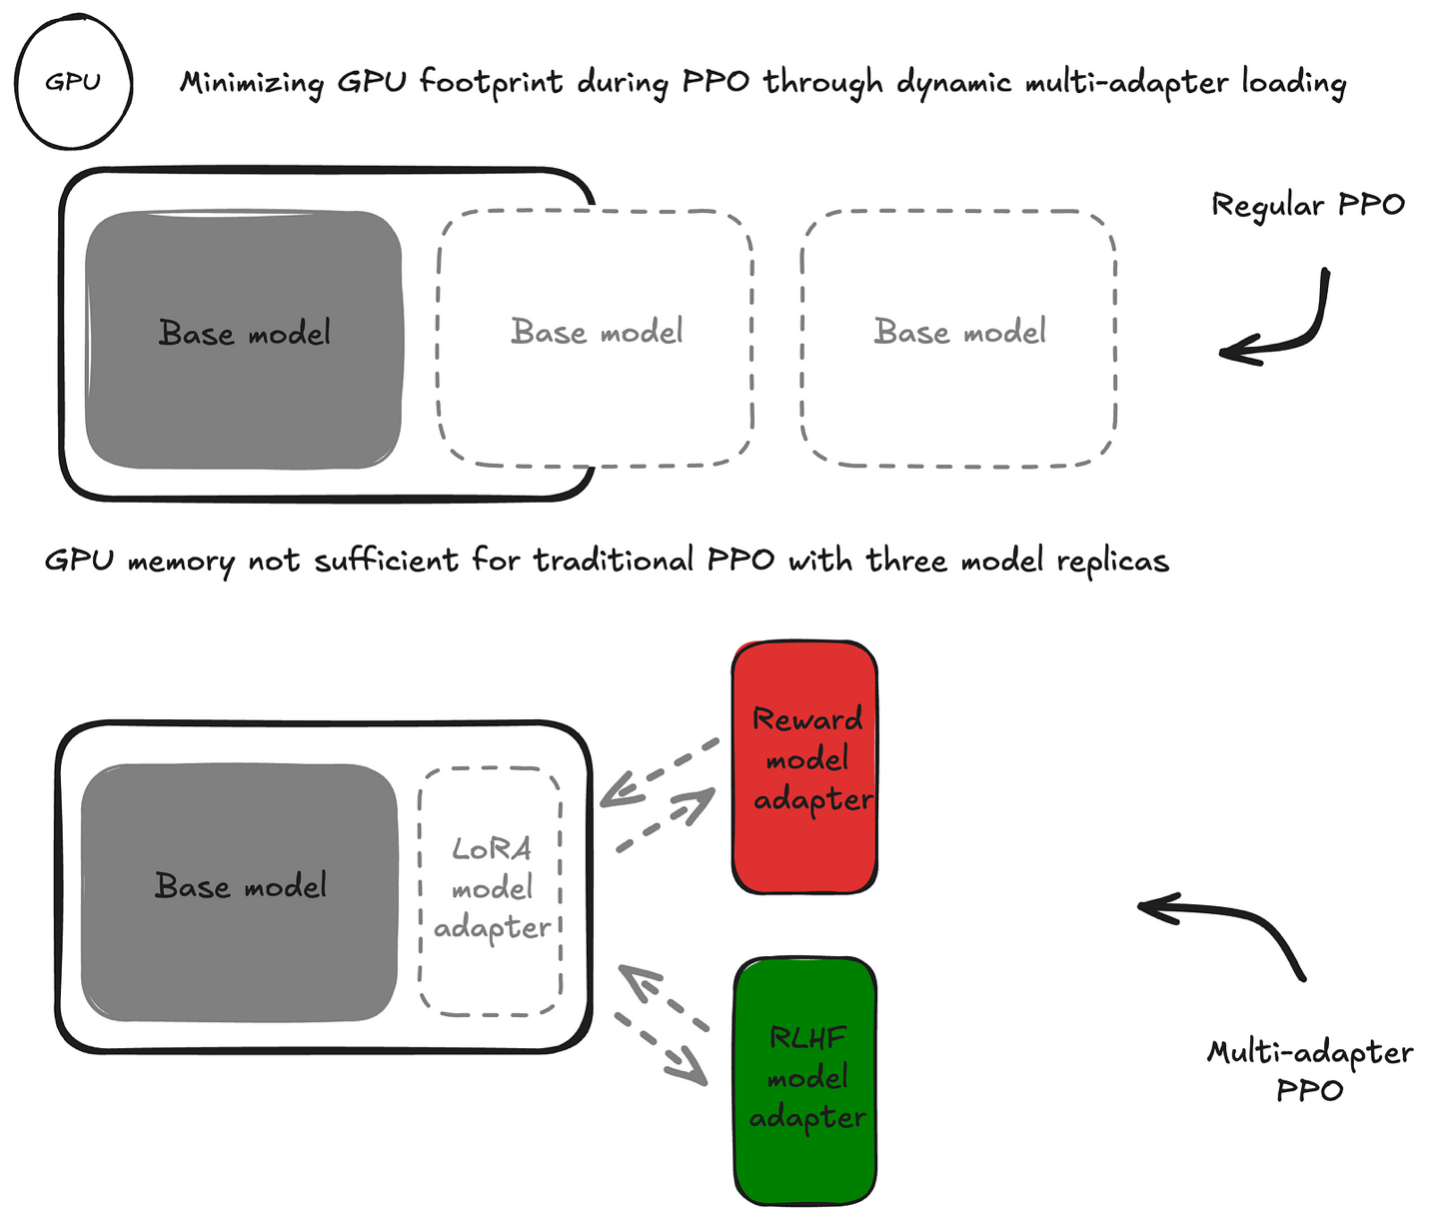 GPU
Minimizing GPU footprint during PPO through dynamic multi-adapter loading
Regular PPO
Base model
Base model
Base model
GPU memory not sufficient for traditional PPO with three model replicas
Reward
model
adapter
Base model
LoRA
model
adapter
RLHF
model
adapter
Multi-adapter
PPO